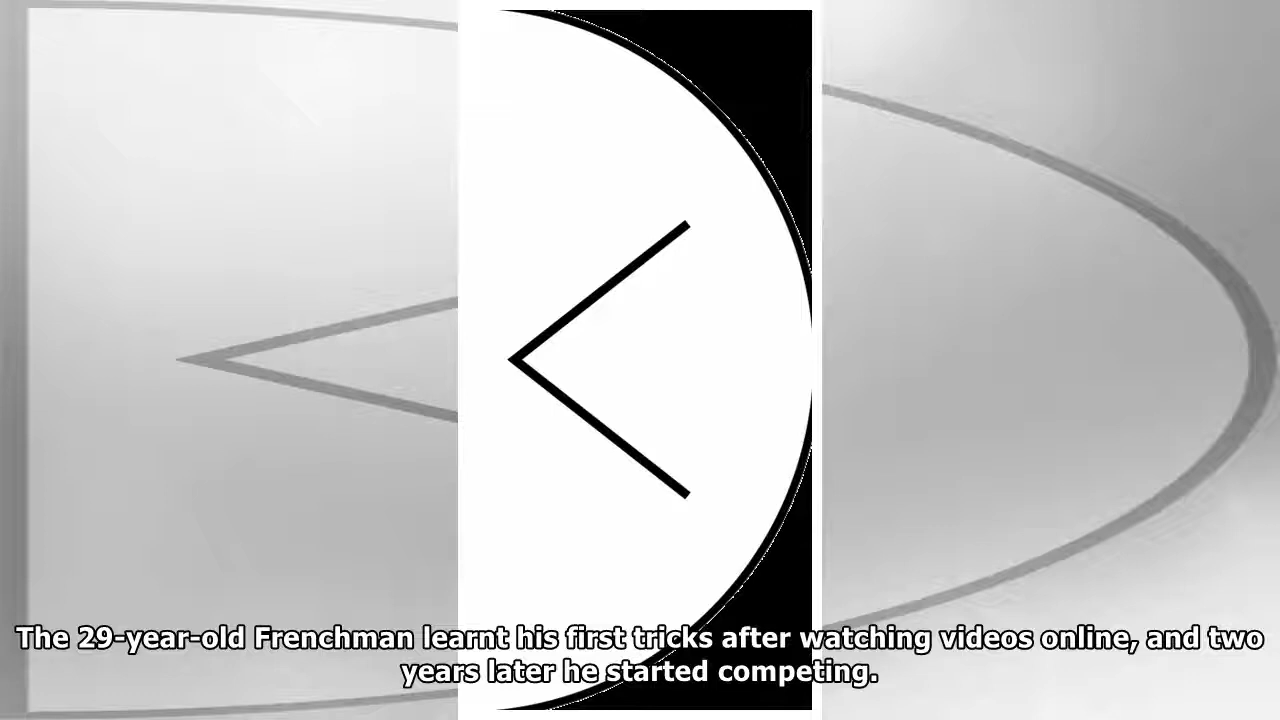 The 29-year-old Frenchman learnt his first tricks after watching videos online, and two
years later he started competing.